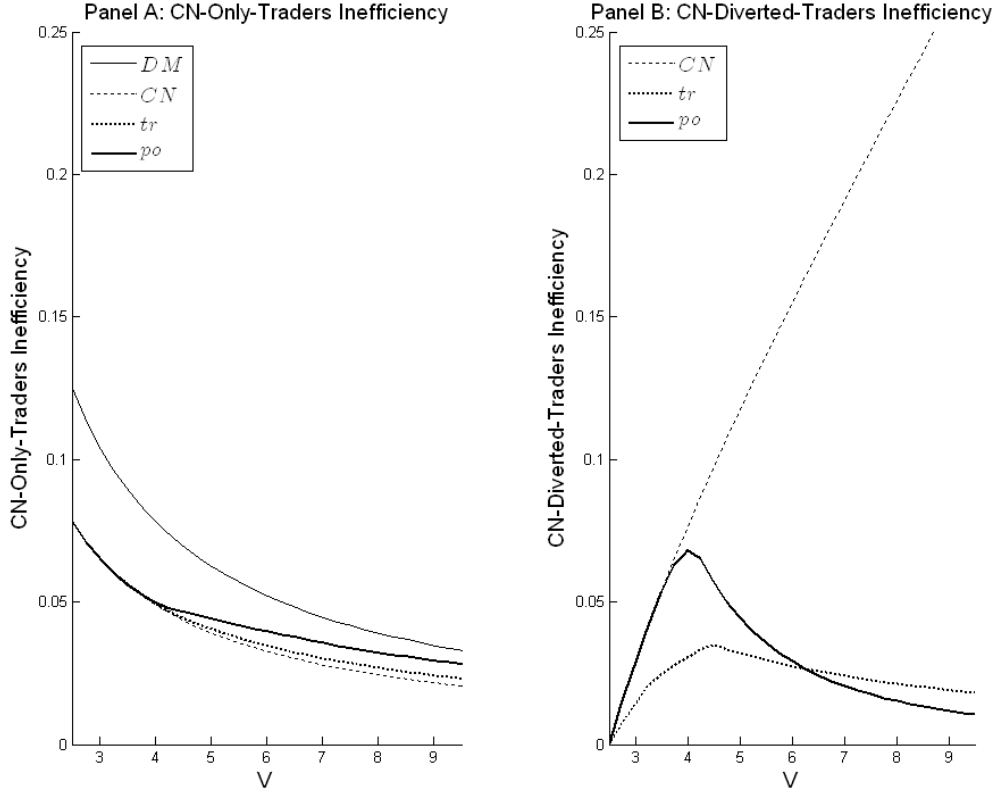 Panel A: CN-Only-Traders Inefficiency
0.25
0.2
0.15
0.1
0.05
0
DM
CN
tr
po
CN-Only-Traders Inefficiency
3 4 5 6 7 8 9
V
Panel B: CN-Diverted-Traders Inefficiency
0.25
0.2
0.15
0.1
0.05
0
CN
tr
po
CN-Diverted-Traders Inefficiency
3 4 5 6 7 8 9
V